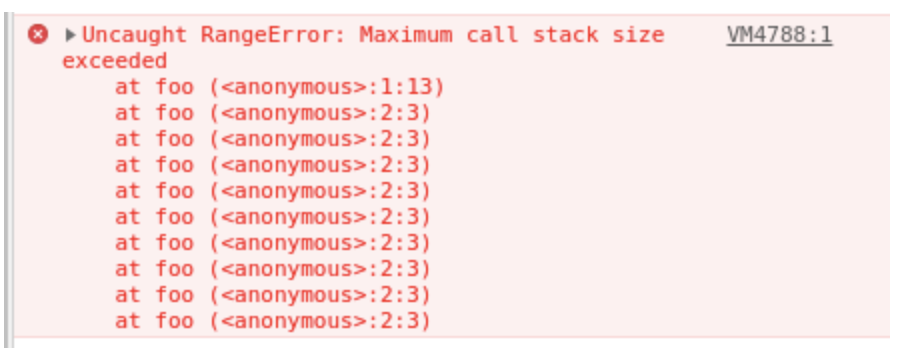 Uncaught RangeError: Maximum call stack size VM4788:1
exceeded
at foo (<anonymous>:1:13)
at foo (<anonymous>:2:3)
at foo (<anonymous>:2:3)
at foo (<anonymous>:2:3)
at foo (<anonymous>:2:3)
at foo (<anonymous>:2:3)
at foo (<anonymous>:2:3)
at foo (<anonymous>:2:3)
at foo (<anonymous>:2:3)
at foo (<anonymous>:2:3)